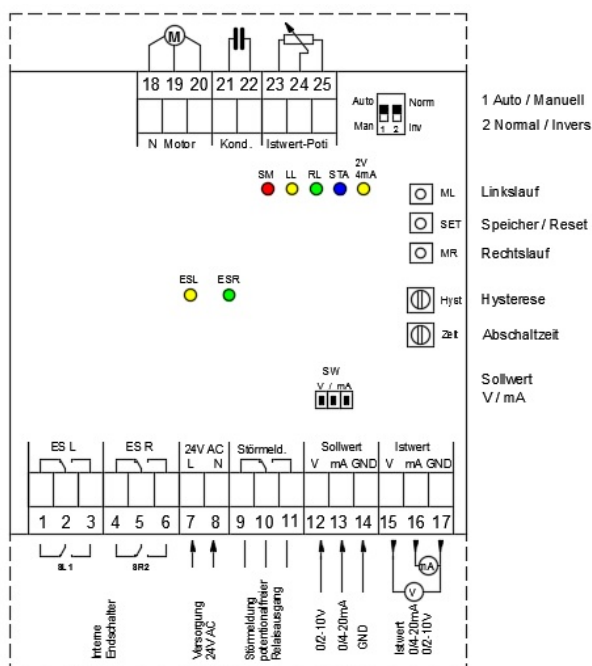 M
18 19 20 21 22 23 24 25
N Motor Kond. Istwert-Poti
Auto Norm
Man 1 2 Inv
1 Auto / Manuell
2 Normal / Invers
2V
SM LL RL STA 4mA
ML Linkslauf
SET Speicher / Reset
MR Rechtslauf
ESL ESR
Hyst Hysterese
Zeit Abschaltzeit
SW
V / mA
Sollwert
V / mA
ES L ES R 24V AC Störmeld. Sollwert Istwert
L N V mA GND V mA GND
1 2 3 4 5 6 7 8 9 10 11 12 13 14 15 16 17
SL1 SR2
mA
V
Interne
Endschalter
Versorgung
24V AC
Störmeldung
potentionalfreier
Relaisausgang
0/2-10V
0/4-20mA
GND
Istwert
0/4-20mA
0/2-10V